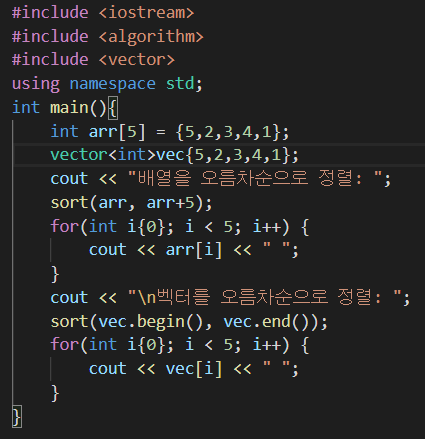 #include <iostream>
#include <algorithm>
#include <vector>
using namespace std;
int main(){
    int arr[5] = {5,2,3,4,1};
    vector<int>vec{5,2,3,4,1};
    cout << "배열을 오름차순으로 정렬: ";
    sort(arr, arr+5);
    for(int i{0}; i < 5; i++) {
        cout << arr[i] << " ";
    }
    cout << "\n벡터를 오름차순으로 정렬: ";
    sort(vec.begin(), vec.end());
    for(int i{0}; i < 5; i++) {
        cout << vec[i] << " ";
    }
}